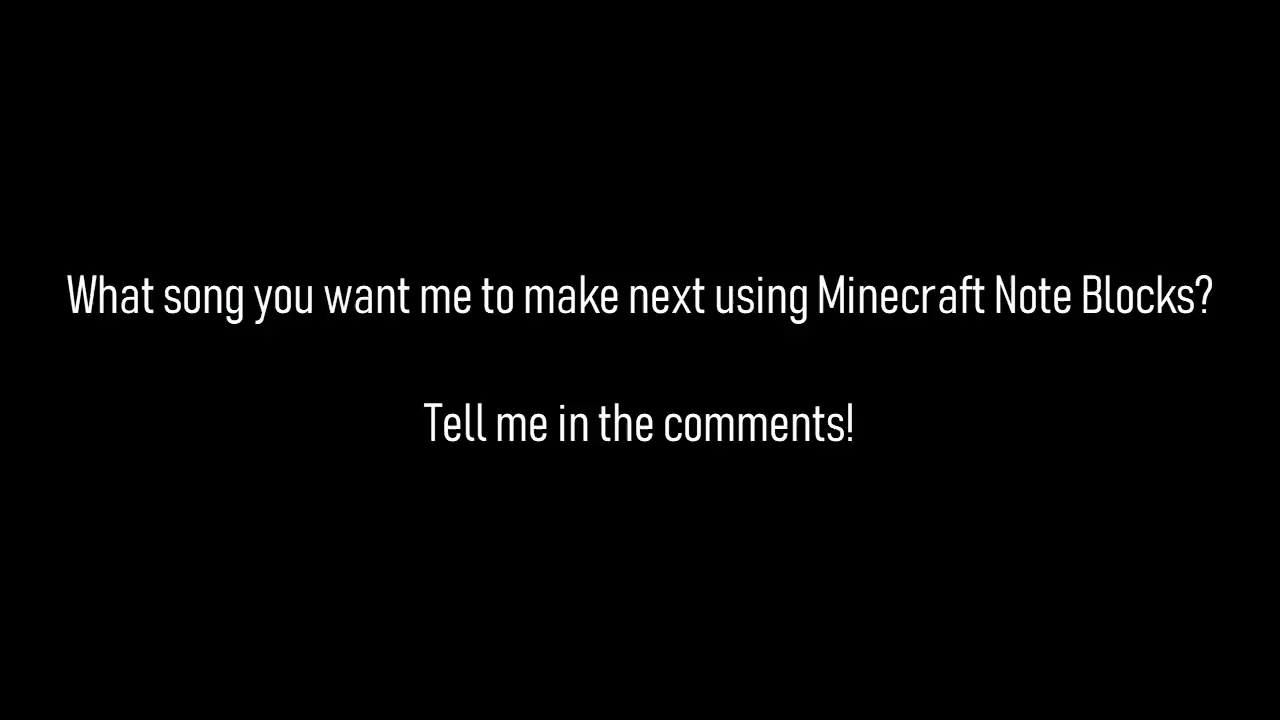 What song you want me to make next using Minecraft Note Blocks?
Tell me in the comments!